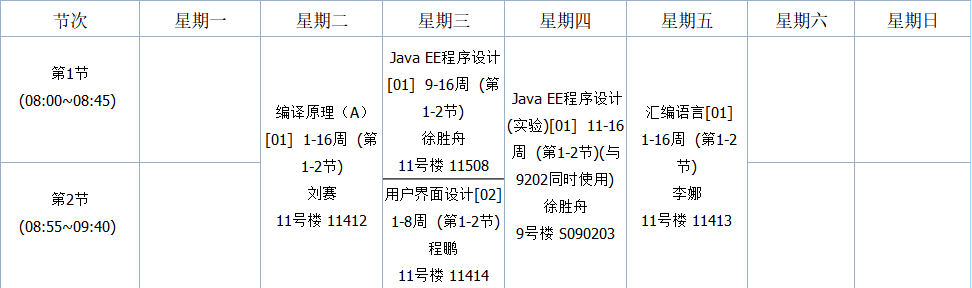 节次 星期一 星期二 星期三 星期四 星期五 星期六 星期日
第1节
(08:00~08:45)
编译原理（A）
[01] 1-16周 (第
1-2节)
刘赛
11号楼 11412
Java EE程序设计
[01] 9-16周 (第
1-2节)
徐胜舟
11号楼 11508
Java EE程序设计
(实验)[01] 11-16
周 (第1-2节)(与
9202同时使用)
徐胜舟
9号楼 S090203
汇编语言[01]
1-16周 (第1-2
节)
李娜
11号楼 11413
第2节
(08:55~09:40)
用户界面设计[02]
1-8周 (第1-2节)
程鹏
11号楼 11414